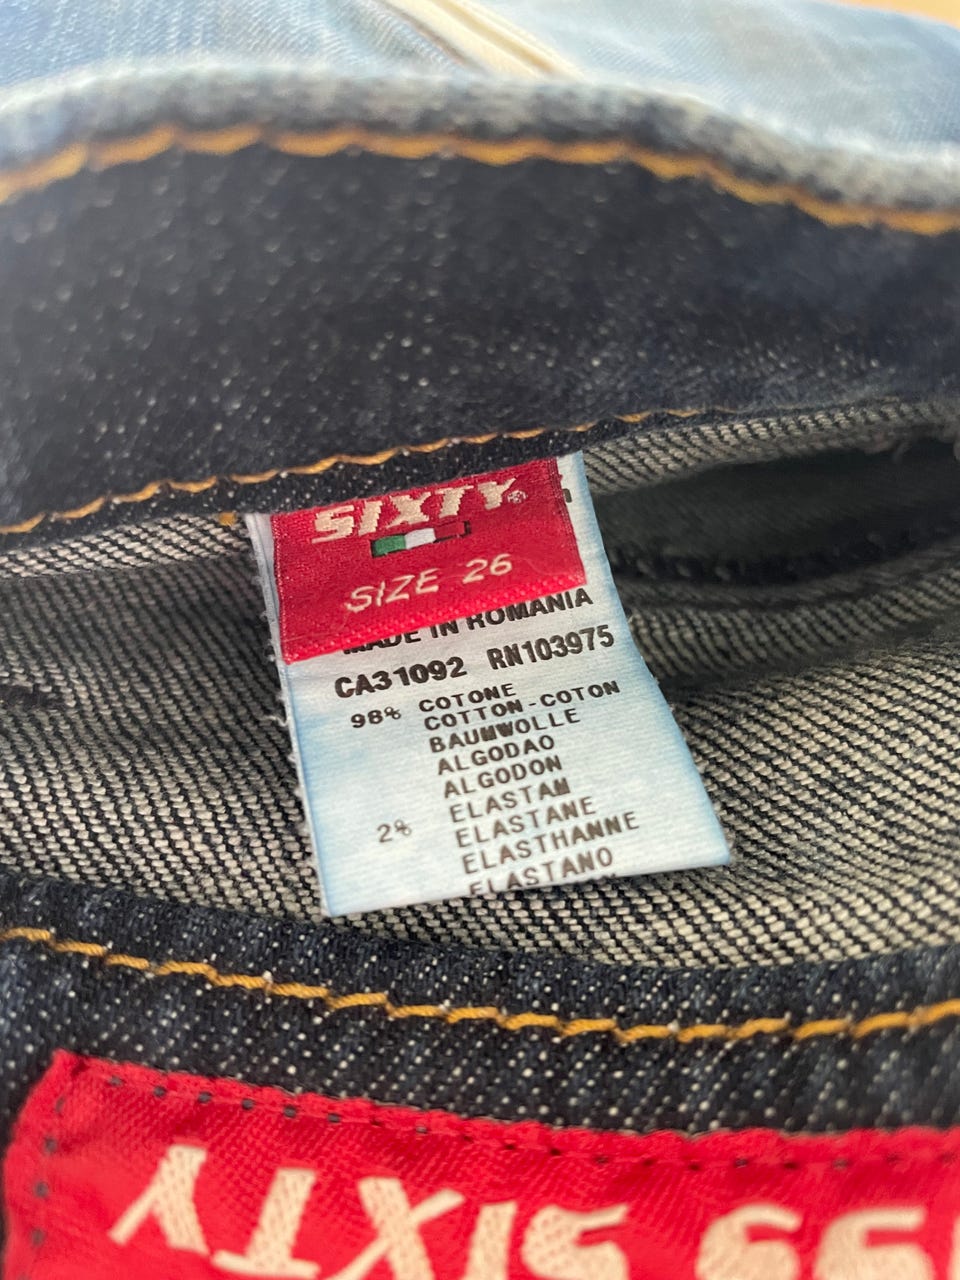 SIXTY®
SIZE 26
MADE IN ROMANIA
CA31092 RN103975
98% COTONE
COTTON-COTON
BAUMWOLLE
ALGODAO
ALGODON
2% ELASTAM
ELASTANE
ELASTHANNE
ELASTANO
SIXTY